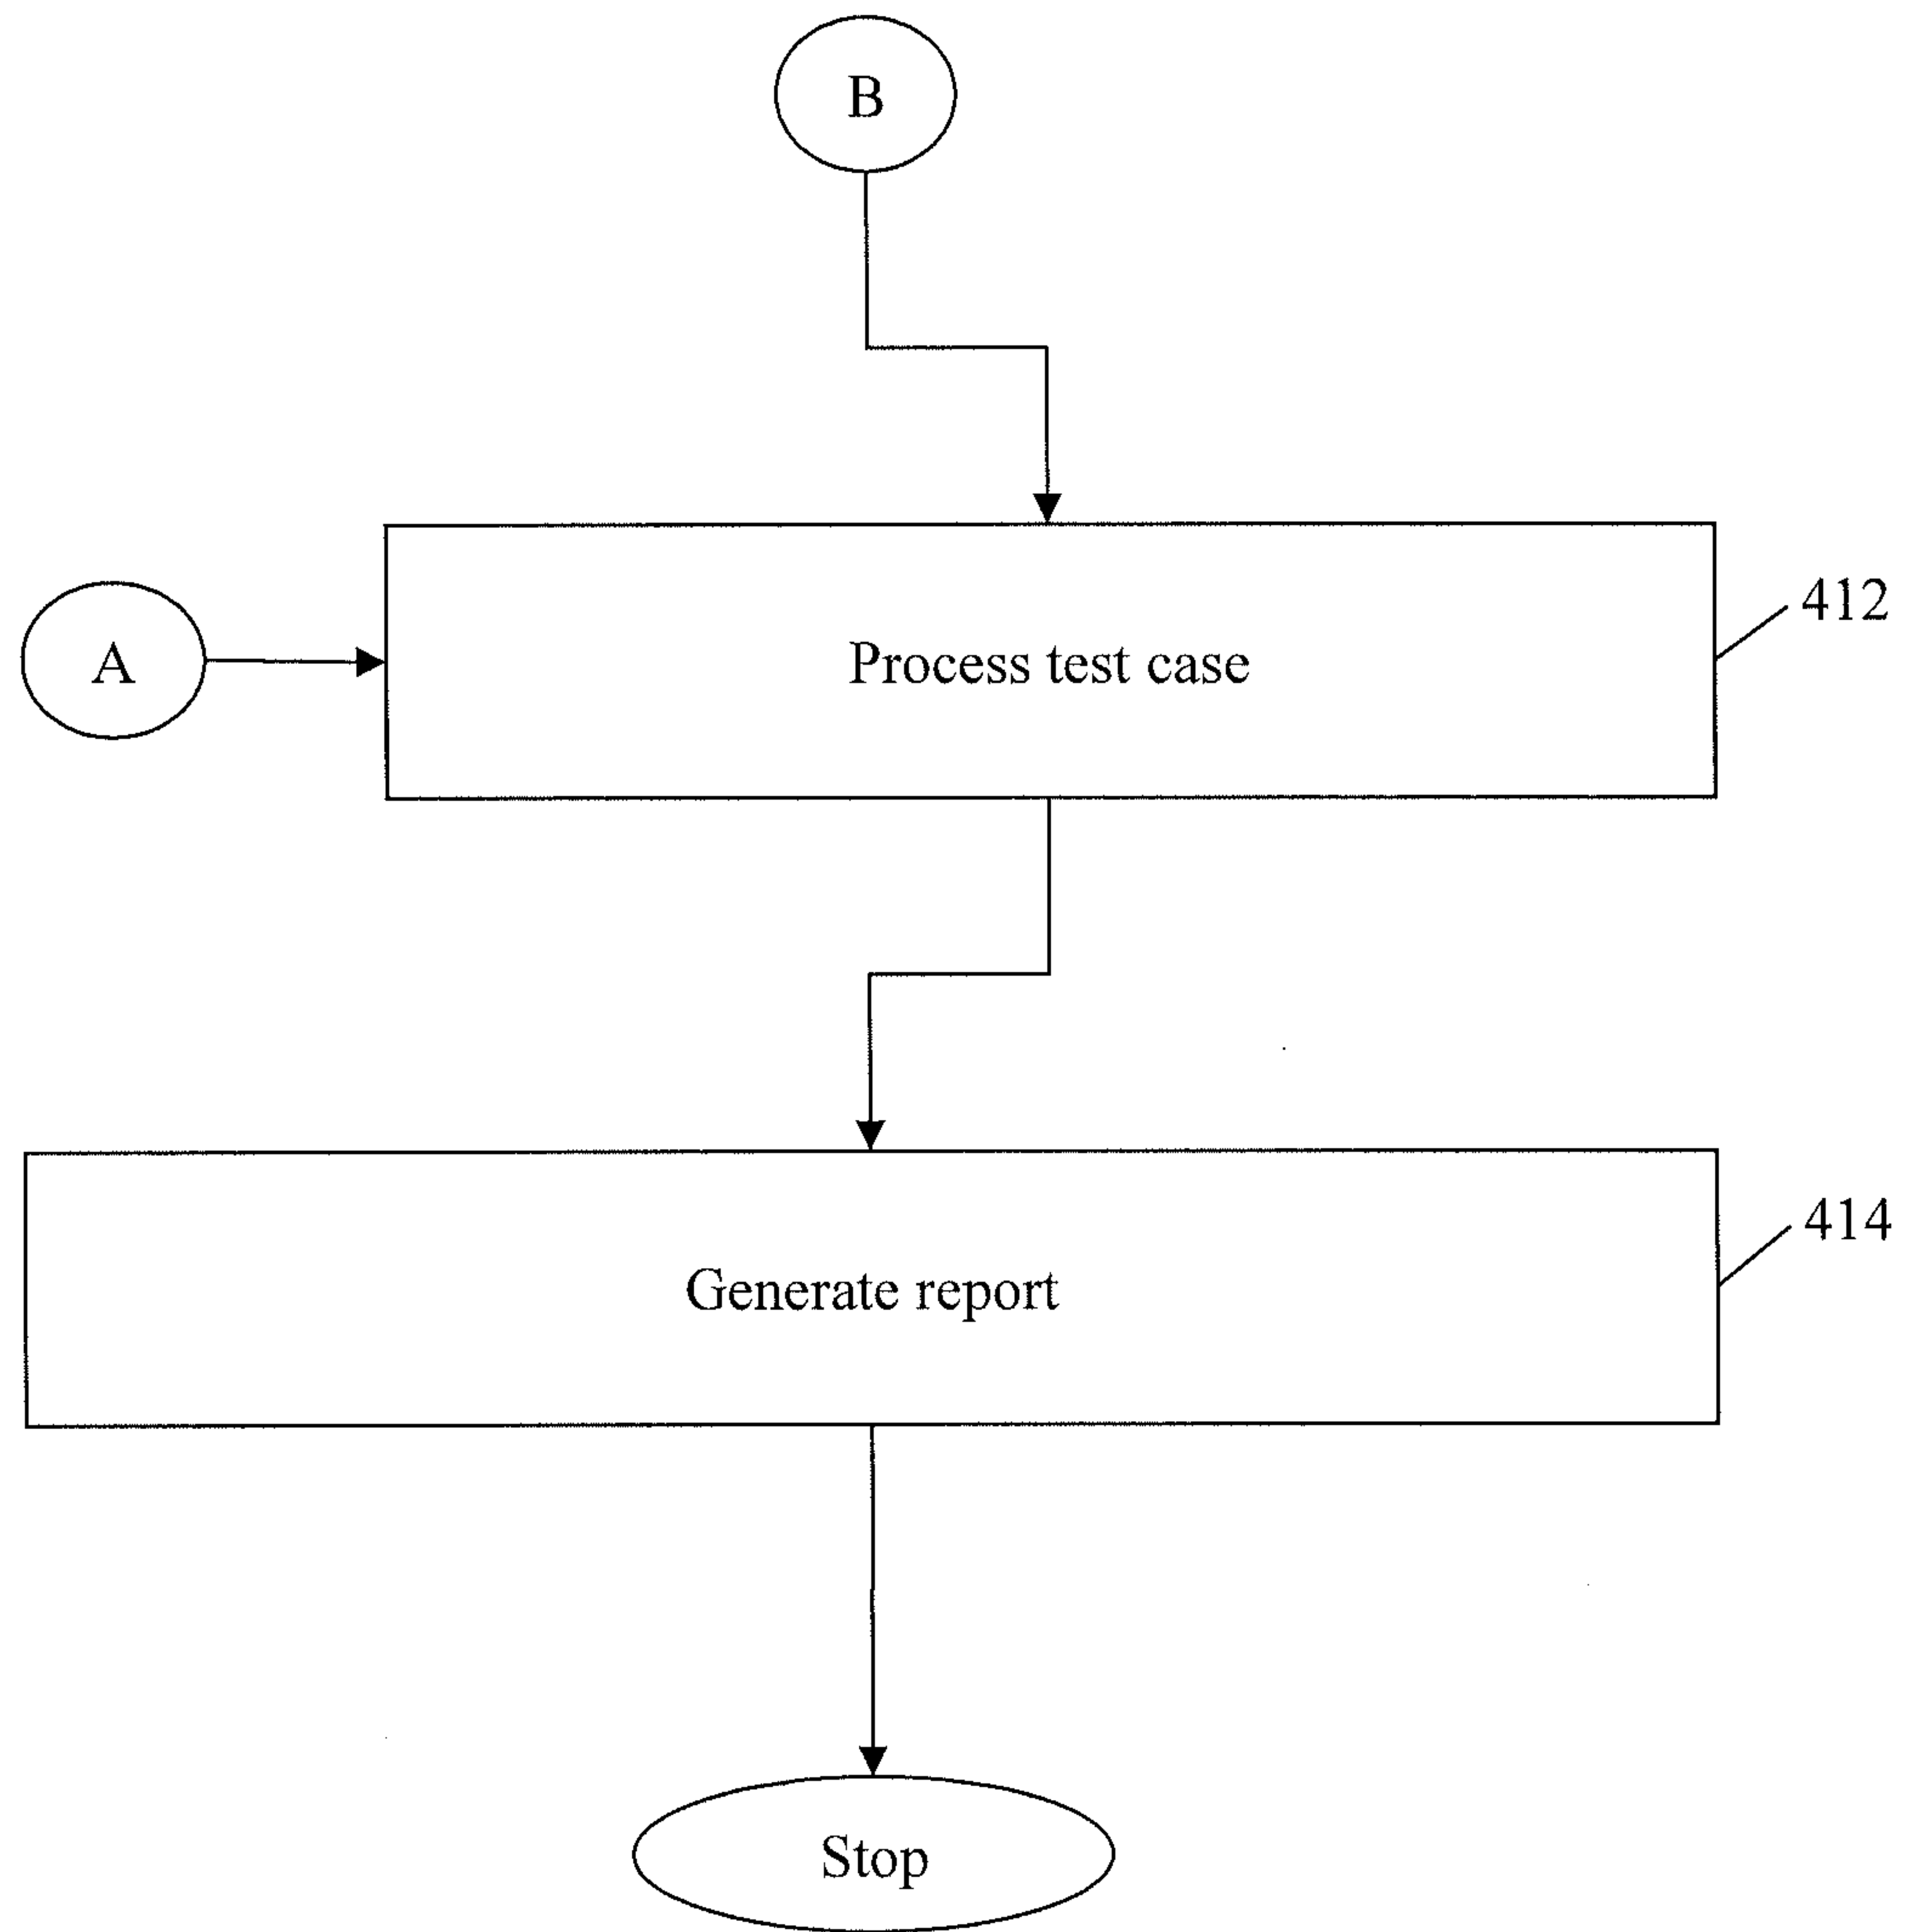 B
412
A
Process test case
414
Generate report
Stop